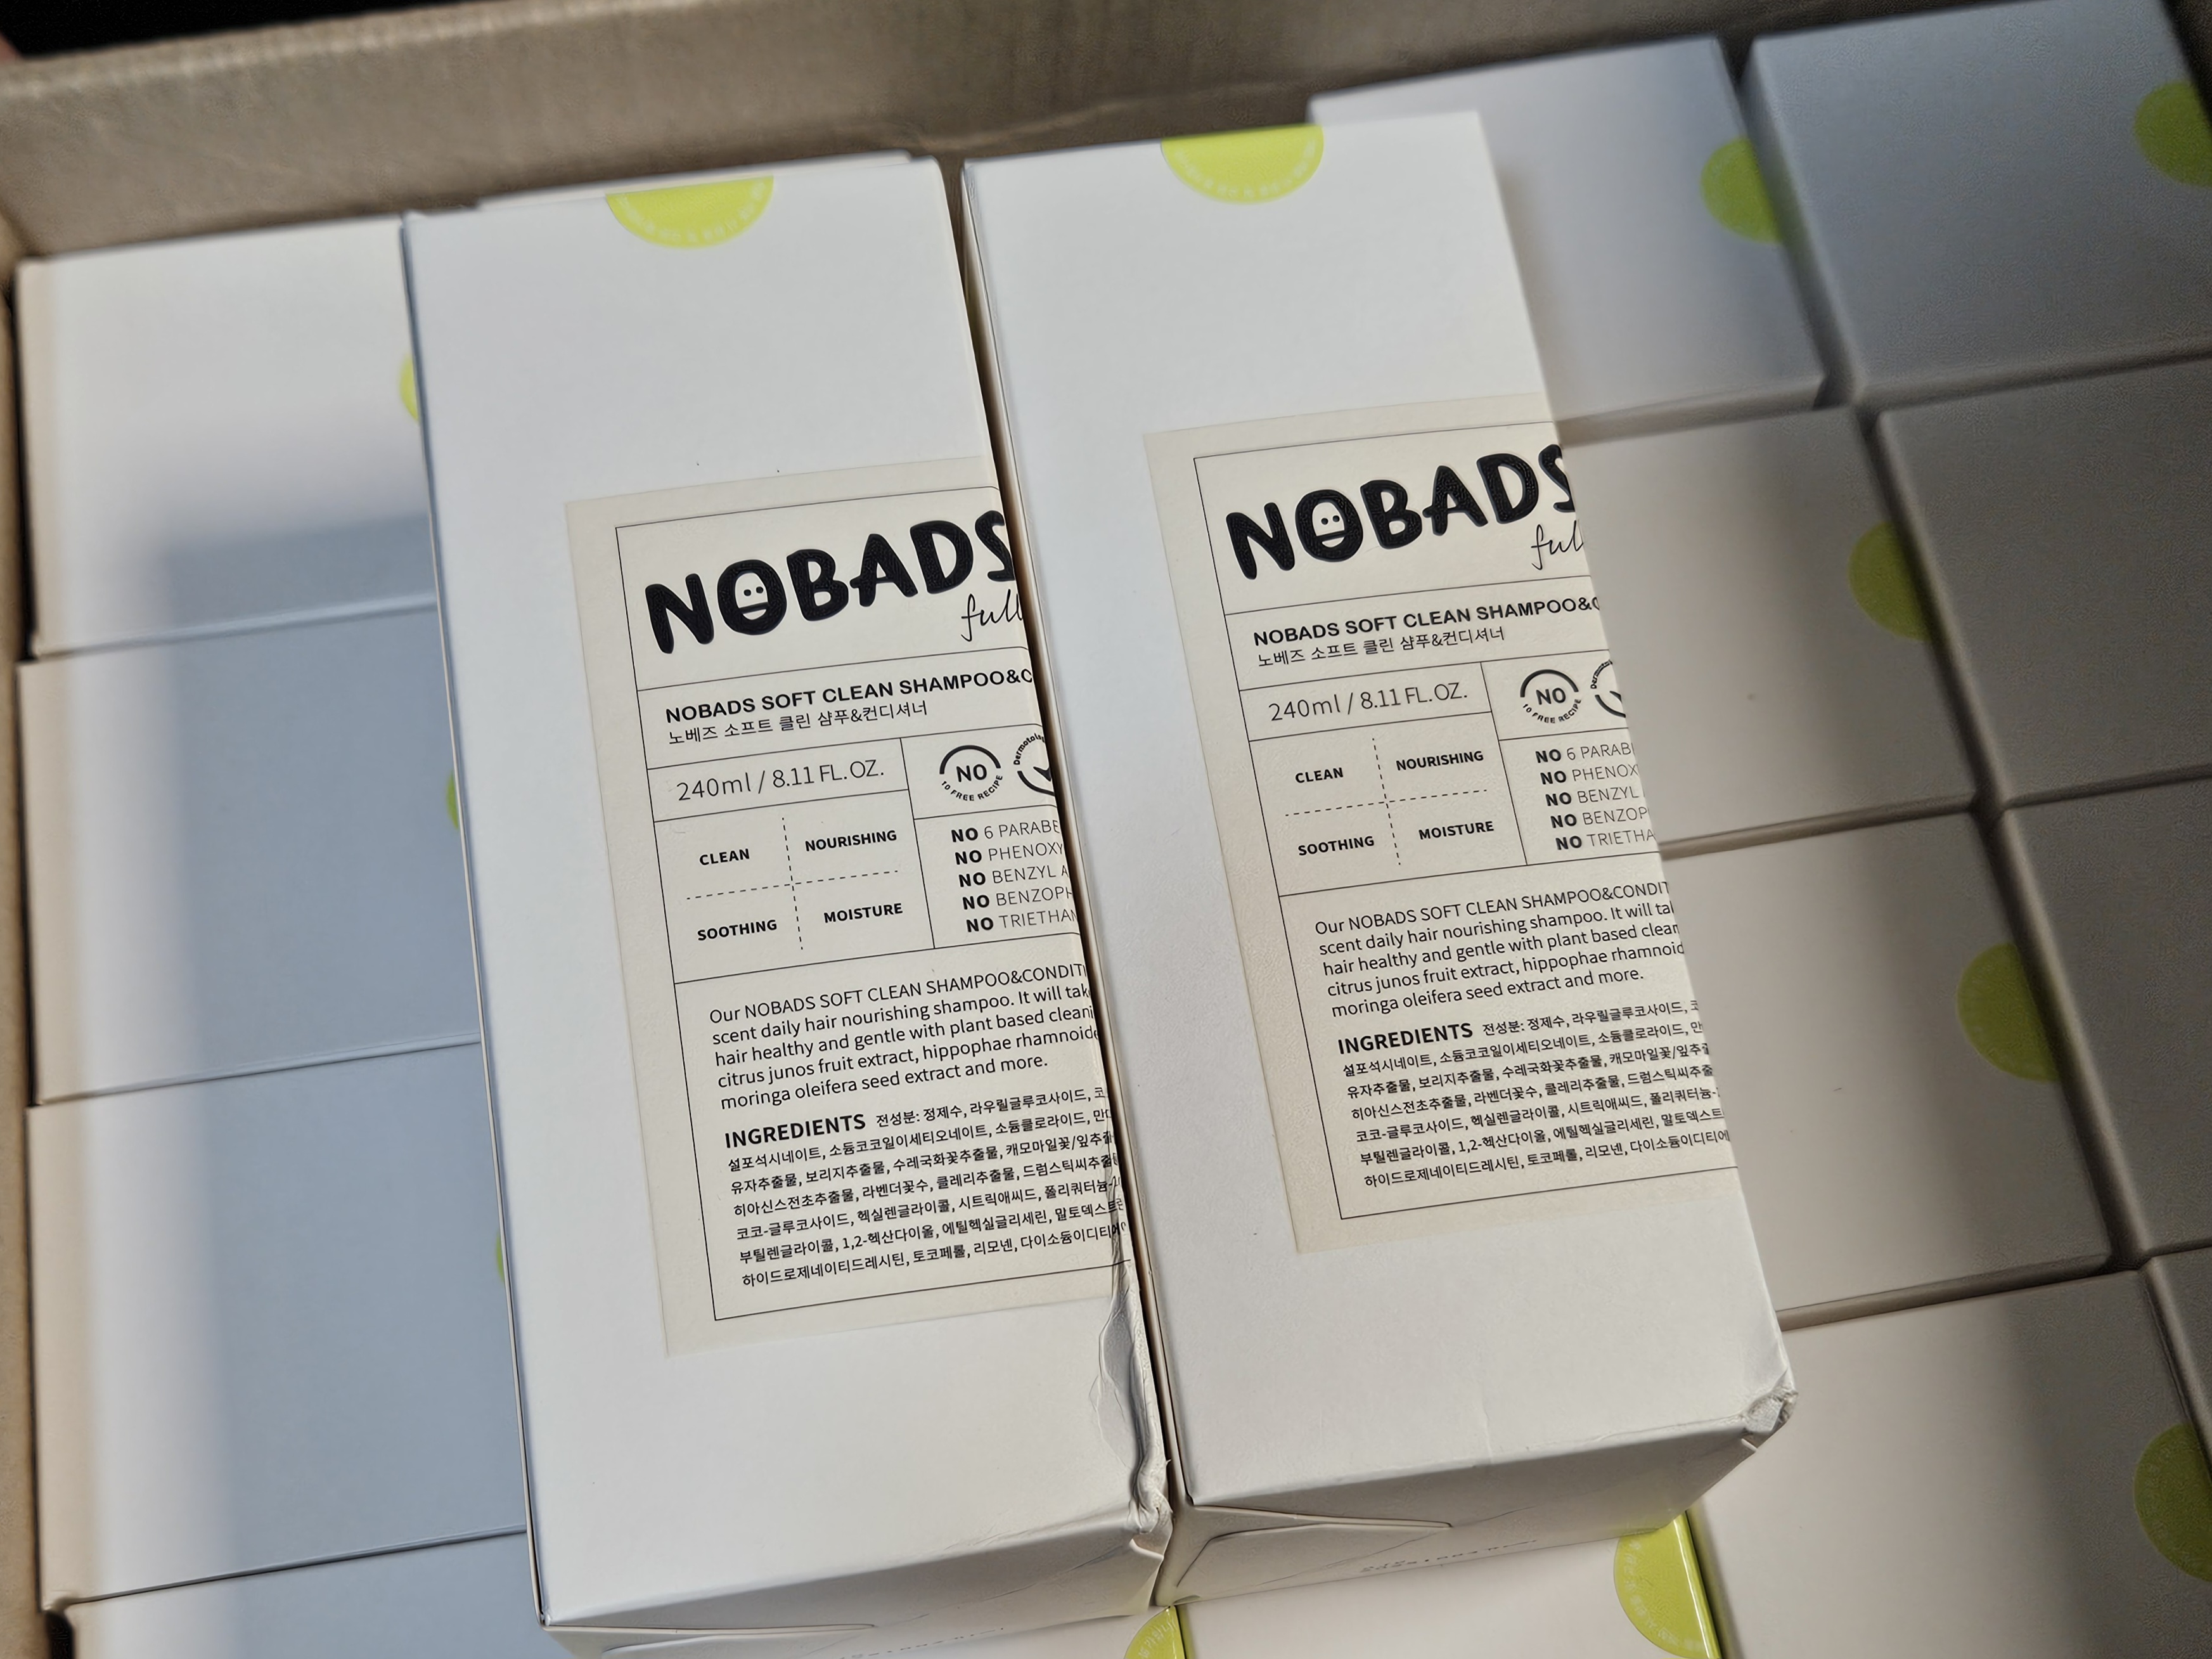 NOBADS
full
NOBADS SOFT CLEAN SHAMPOO&C
노베즈 소프트 클린 샴푸&컨디셔너
240ml / 8.11 FL.OZ.
NO
10 FREE RECIPE
CLEAN
NOURISHING
SOOTHING
MOISTURE
NO 6 PARABE
NO PHENOXY
NO BENZYL A
NO BENZOPH
NO TRIETHAN
Our NOBADS SOFT CLEAN SHAMPOO&CONDITI
scent daily hair nourishing shampoo. It will take
hair healthy and gentle with plant based cleani
citrus junos fruit extract, hippophae rhamnoide
moringa oleifera seed extract and more.
INGREDIENTS 전성분: 정제수, 라우릴글루코사이드, 코
설포석시네이트, 소듐코코일이세티오네이트, 소듐클로라이드, 만
유자추출물, 보리지추출물, 수레국화꽃추출물, 캐모마일꽃/잎추출
히아신스전초추출물, 라벤더꽃수, 클레리추출물, 드럼스틱씨추출
코코-글루코사이드, 헥실렌글라이콜, 시트릭애씨드, 폴리쿼터늄-10
부틸렌글라이콜, 1,2-헥산다이올, 에틸헥실글리세린, 말토덱스트린
하이드로제네이티드레시틴, 토코페롤, 리모넨, 다이소듐이디티에이
NOBADS
full
NOBADS SOFT CLEAN SHAMPOO&C
노베즈 소프트 클린 샴푸&컨디셔너
240ml / 8.11 FL.OZ.
NO
10 FREE RECIPE
CLEAN
NOURISHING
SOOTHING
MOISTURE
NO 6 PARABE
NO PHENOX
NO BENZYL
NO BENZOP
NO TRIETHA
Our NOBADS SOFT CLEAN SHAMPOO&CONDIT
scent daily hair nourishing shampoo. It will tak
hair healthy and gentle with plant based clean
citrus junos fruit extract, hippophae rhamnoid
moringa oleifera seed extract and more.
INGREDIENTS 전성분: 정제수, 라우릴글루코사이드, 코
설포석시네이트, 소듐코코일이세티오네이트, 소듐클로라이드, 만
유자추출물, 보리지추출물, 수레국화꽃추출물, 캐모마일꽃/잎추출
히아신스전초추출물, 라벤더꽃수, 클레리추출물, 드럼스틱씨추출
코코-글루코사이드, 헥실렌글라이콜, 시트릭애씨드, 폴리쿼터늄-
부틸렌글라이콜, 1,2-헥산다이올, 에틸헥실글리세린, 말토덱스트
하이드로제네이티드레시틴, 토코페롤, 리모넨, 다이소듐이디티에